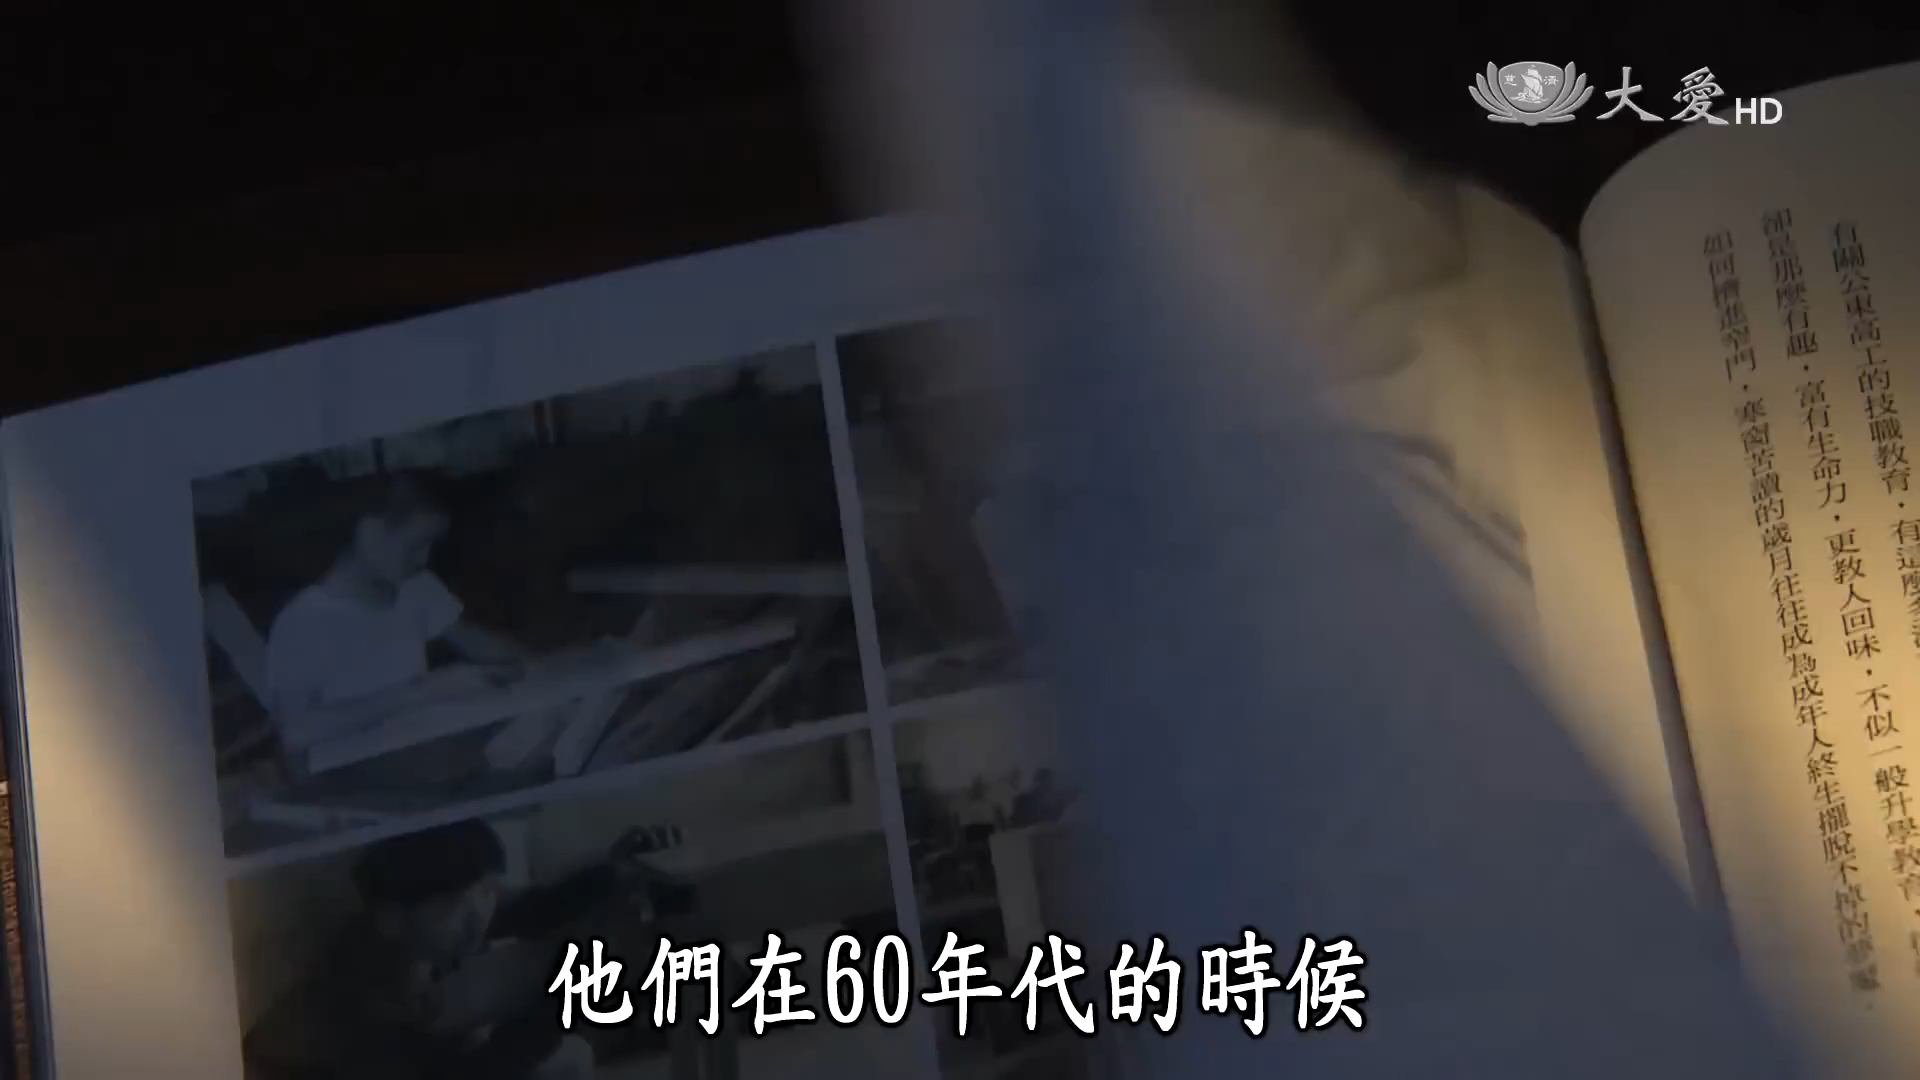 慈濟
大愛HD
有關公東高工的技職教育,有這麼多
卻是那麼有趣,富有生命力,更教人回味,不似一般升學教育,
如何擠進窄門,寒窗苦讀的歲月往往成為成年人終生擺脫不掉的夢魘。
他們在60年代的時候